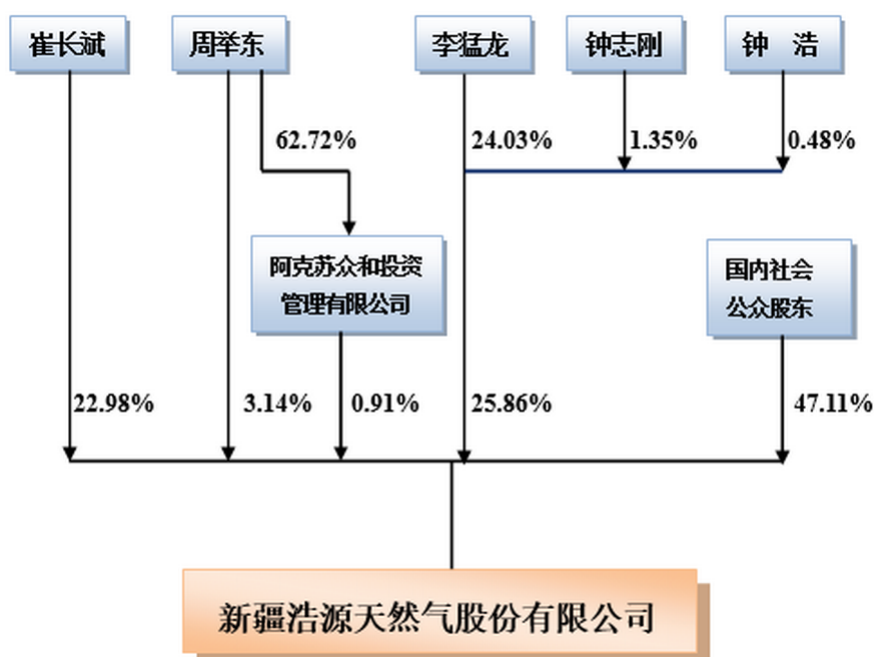 崔长斌
周举东
李猛龙
钟志刚
钟 浩
62.72%
24.03%
1.35%
0.48%
阿克苏众和投资
管理有限公司
国内社会
公众股东
22.98%
3.14%
0.91%
25.86%
47.11%
新疆浩源天然气股份有限公司